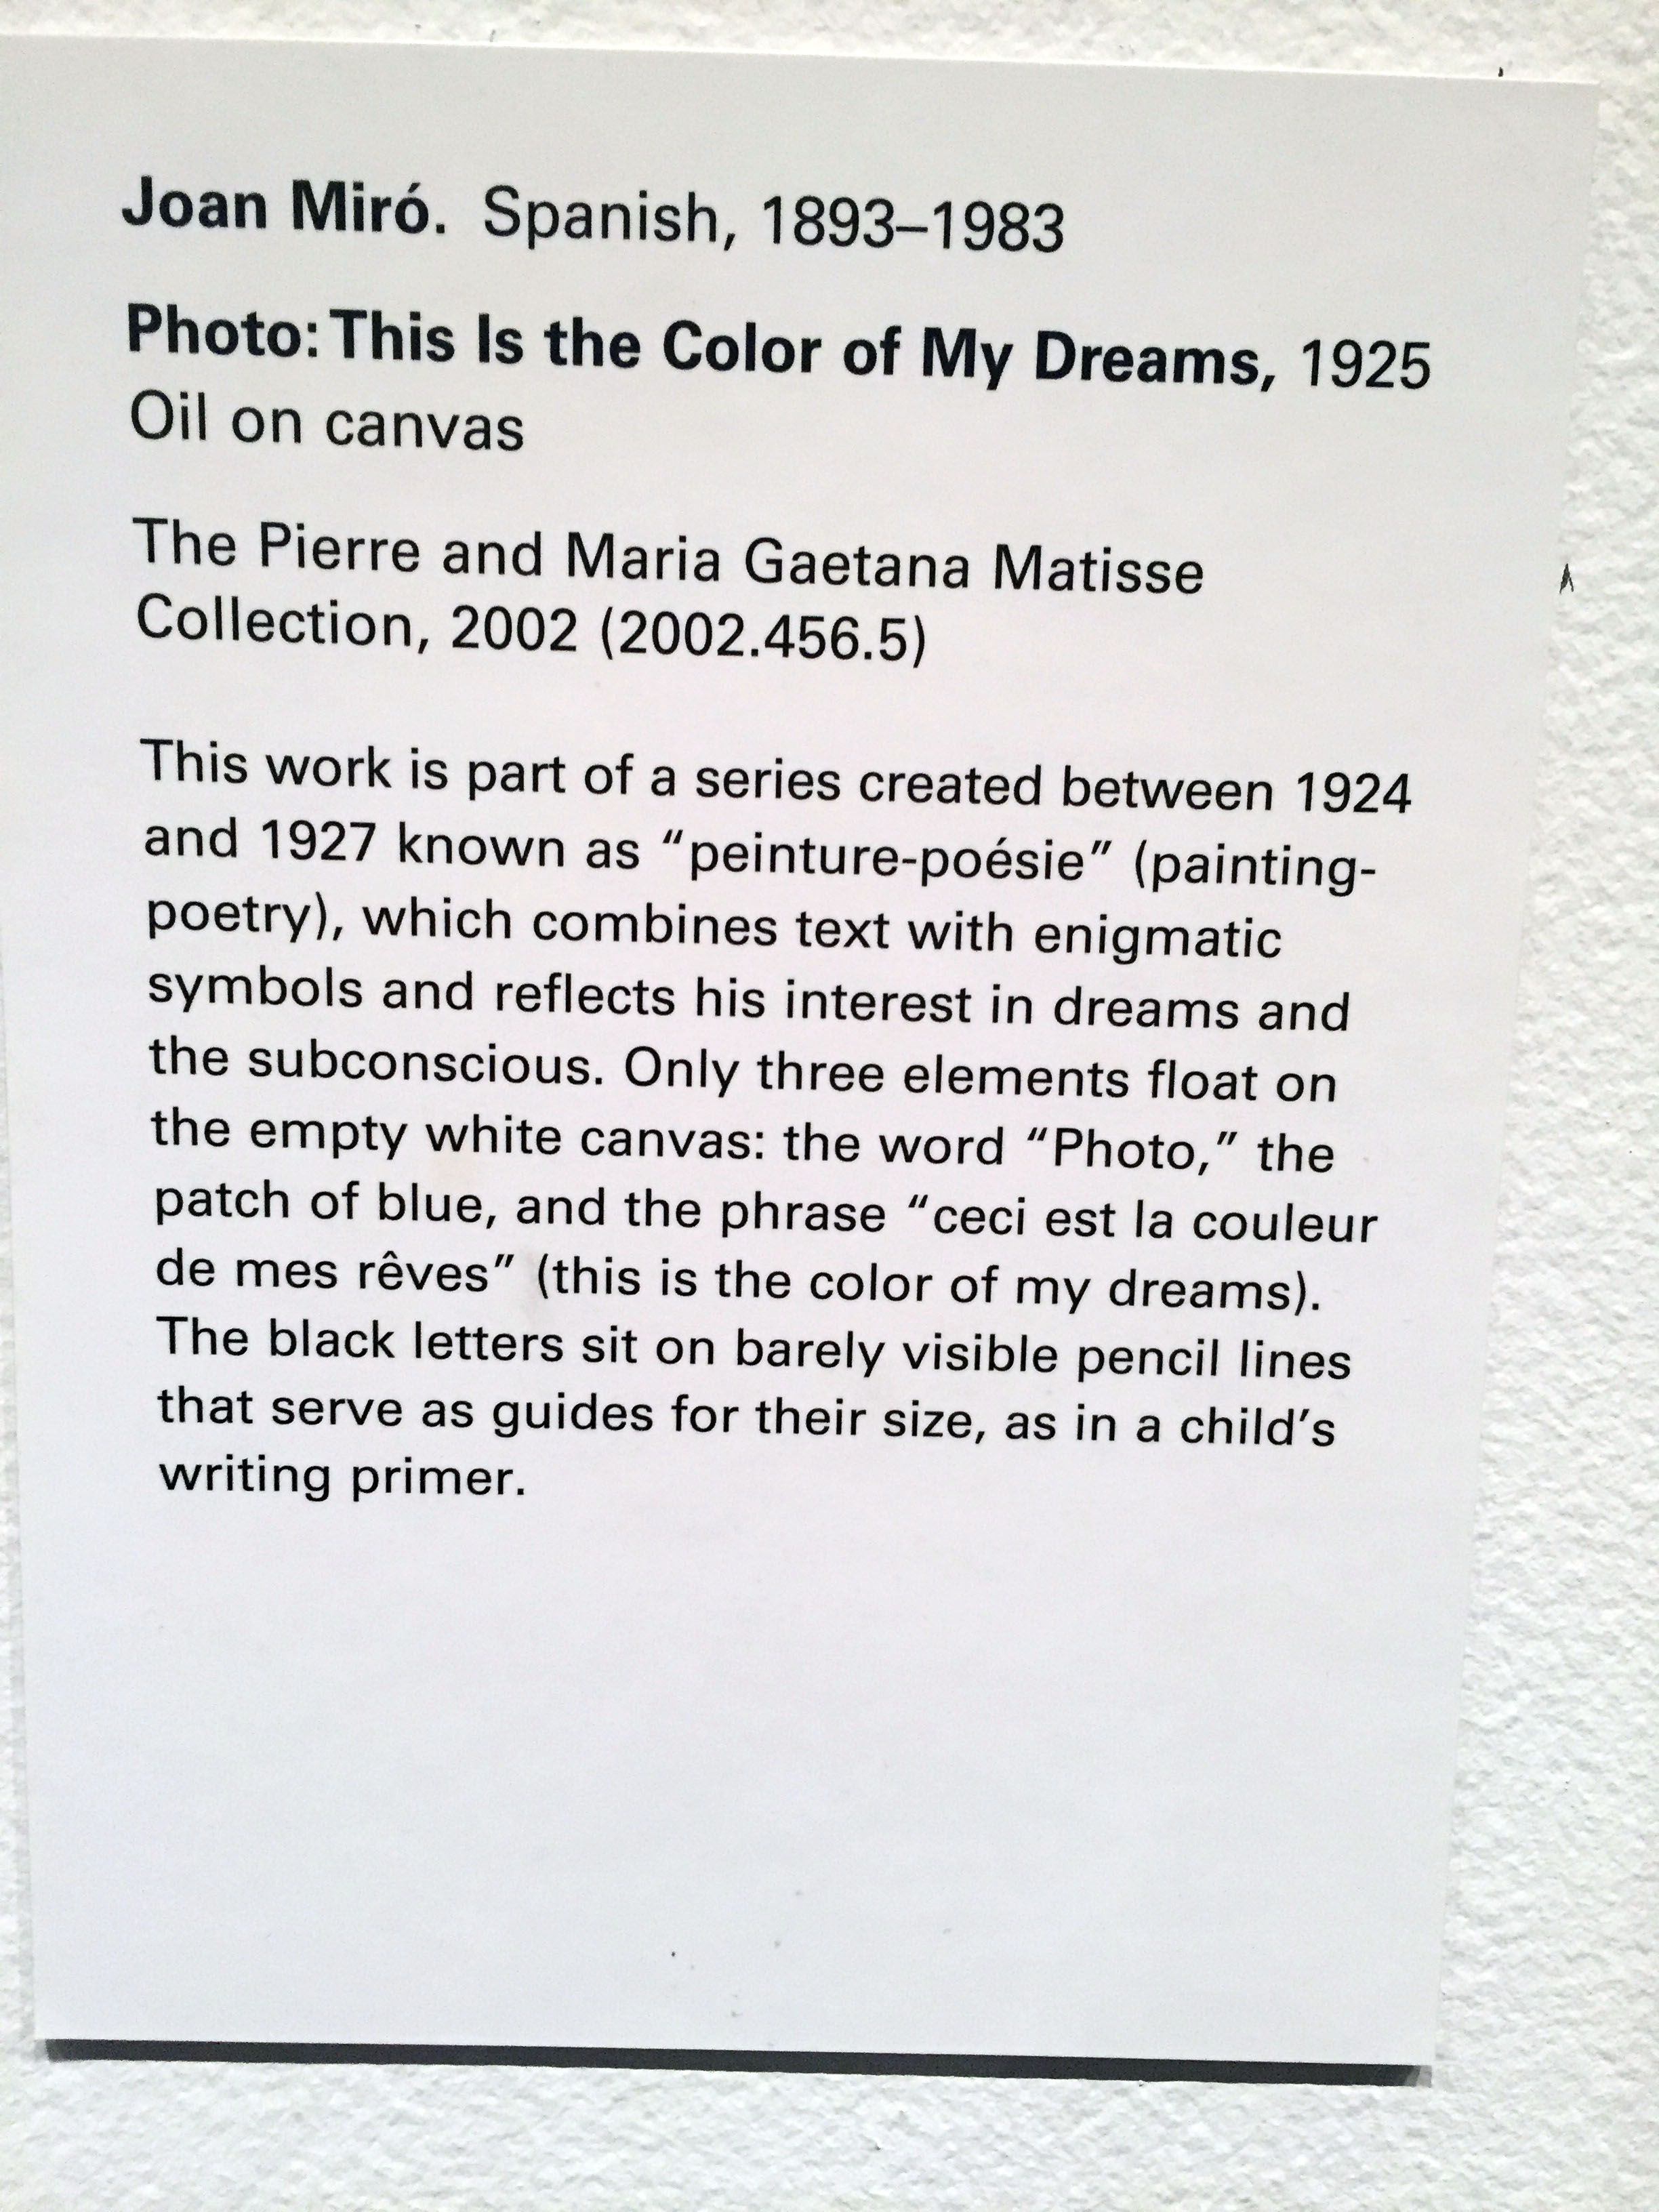 Joan Miró. Spanish, 1893–1983
Photo: This Is the Color of My Dreams, 1925
Oil on canvas
The Pierre and Maria Gaetana Matisse
Collection, 2002 (2002.456.5)
This work is part of a series created between 1924
and 1927 known as “peinture-poésie” (painting-
poetry), which combines text with enigmatic
symbols and reflects his interest in dreams and
the subconscious. Only three elements float on
the empty white canvas: the word “Photo,” the
patch of blue, and the phrase “ceci est la couleur
de mes rêves” (this is the color of my dreams).
The black letters sit on barely visible pencil lines
that serve as guides for their size, as in a child’s
writing primer.